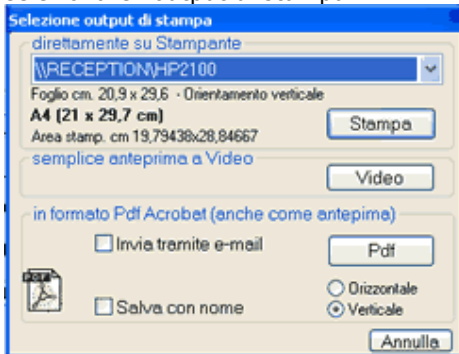 Selezione output di stampa
direttamente su Stampante
\\RECEPTION\HP2100
Foglio cm. 20,9 x 29,6 - Orientamento verticale
A4 (21 x 29,7 cm)
Area stamp. cm 19,79438x28,84667
Stampa
semplice anteprima a Video
Video
in formato Pdf Acrobat (anche come antepima)
Invia tramite e-mail
Pdf
PDF
Orizzontale
Salva con nome
Verticale
Annulla